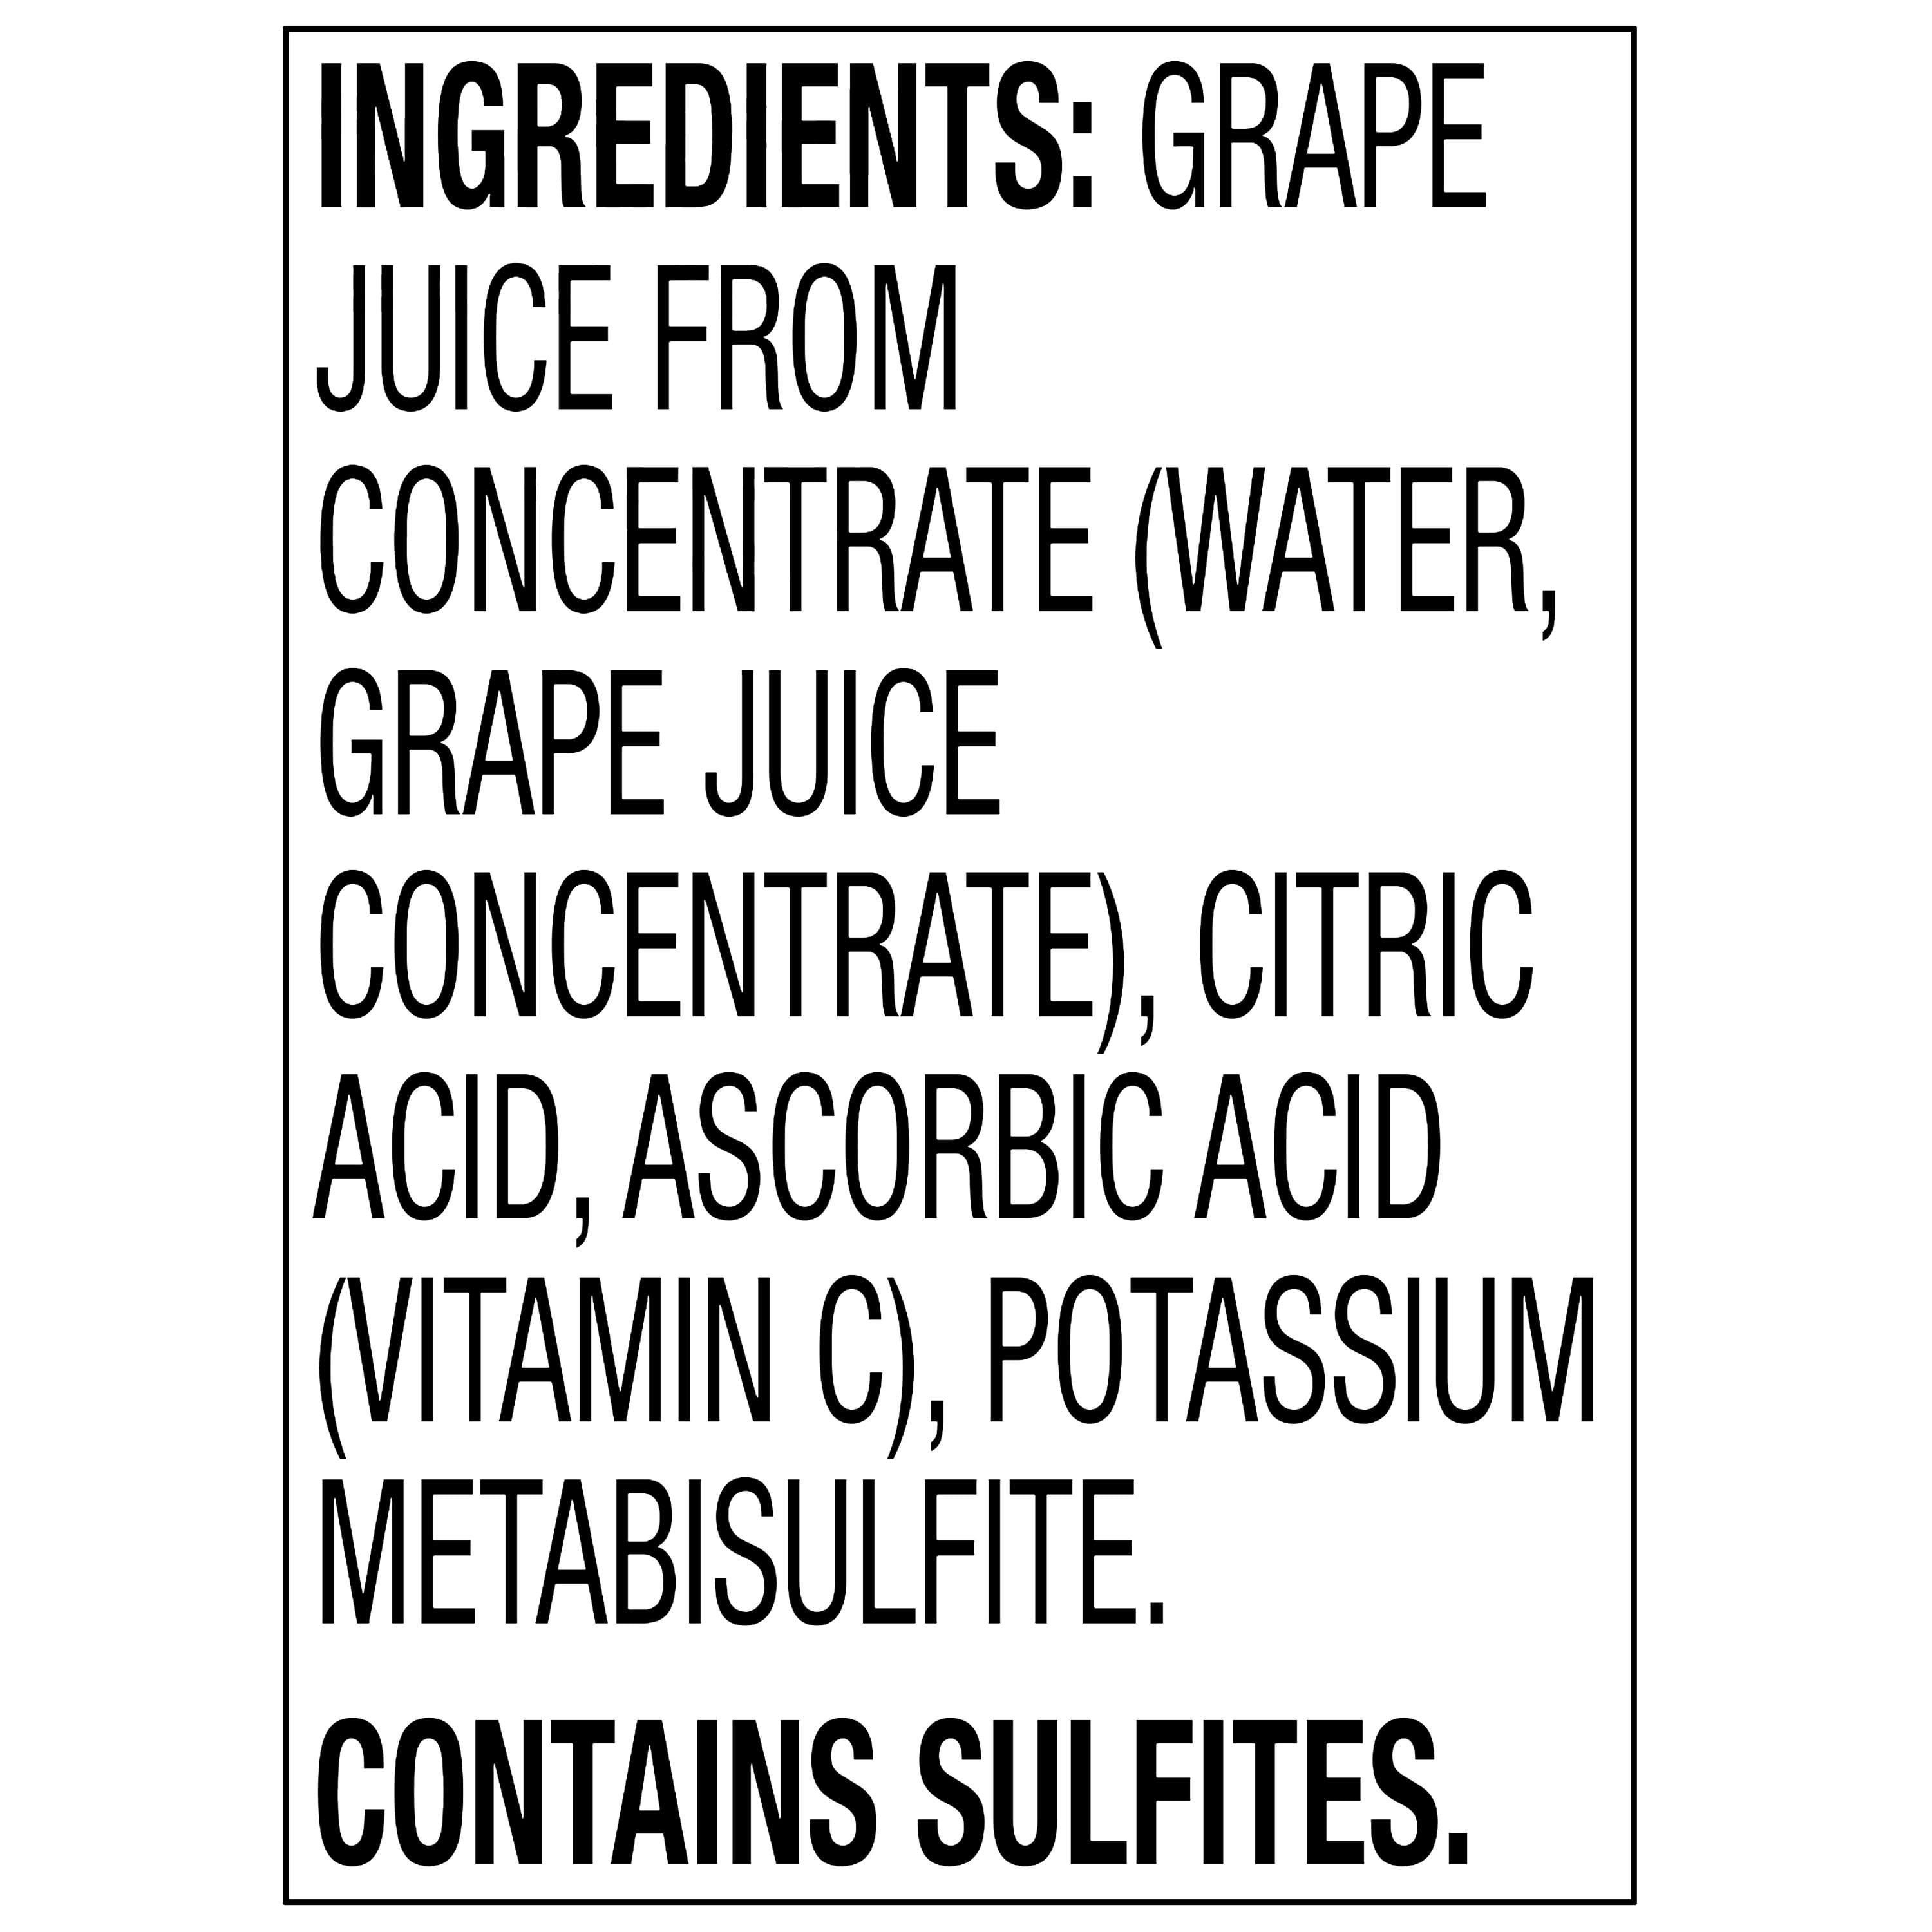 INGREDIENTS: GRAPE
JUICE FROM
CONCENTRATE (WATER,
GRAPE JUICE
CONCENTRATE), CITRIC
ACID, ASCORBIC ACID
(VITAMIN C), POTASSIUM
METABISULFITE.
CONTAINS SULFITES.